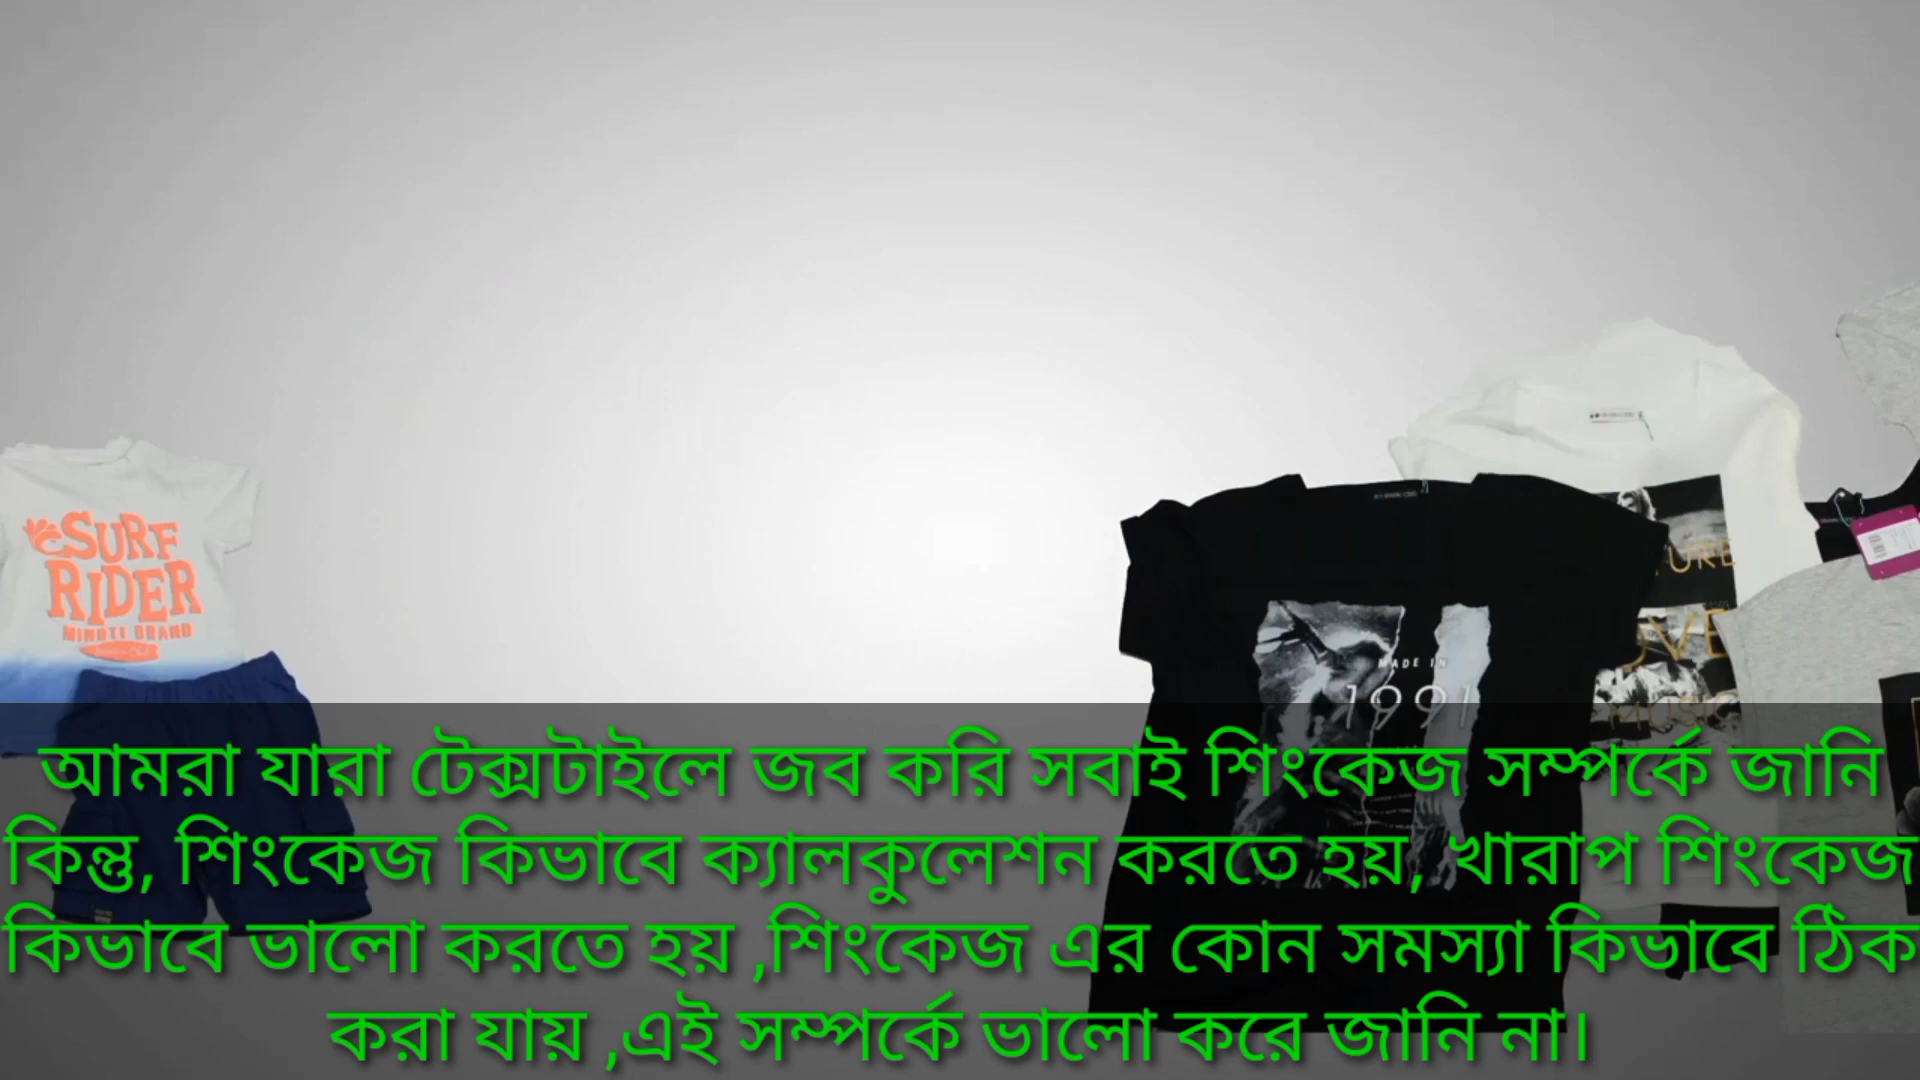 SURF
RIDER
MINOTI BRAND
MADE IN
1991
আমরা যারা টেক্সটাইলে জব করি সবাই শিংকেজ সম্পর্কে জানি
কিন্তু, শিংকেজ কিভাবে ক্যালকুলেশন করতে হয়, খারাপ শিংকেজ
কিভাবে ভালো করতে হয় ,শিংকেজ এর কোন সমস্যা কিভাবে ঠিক
করা যায় ,এই সম্পর্কে ভালো করে জানি না।